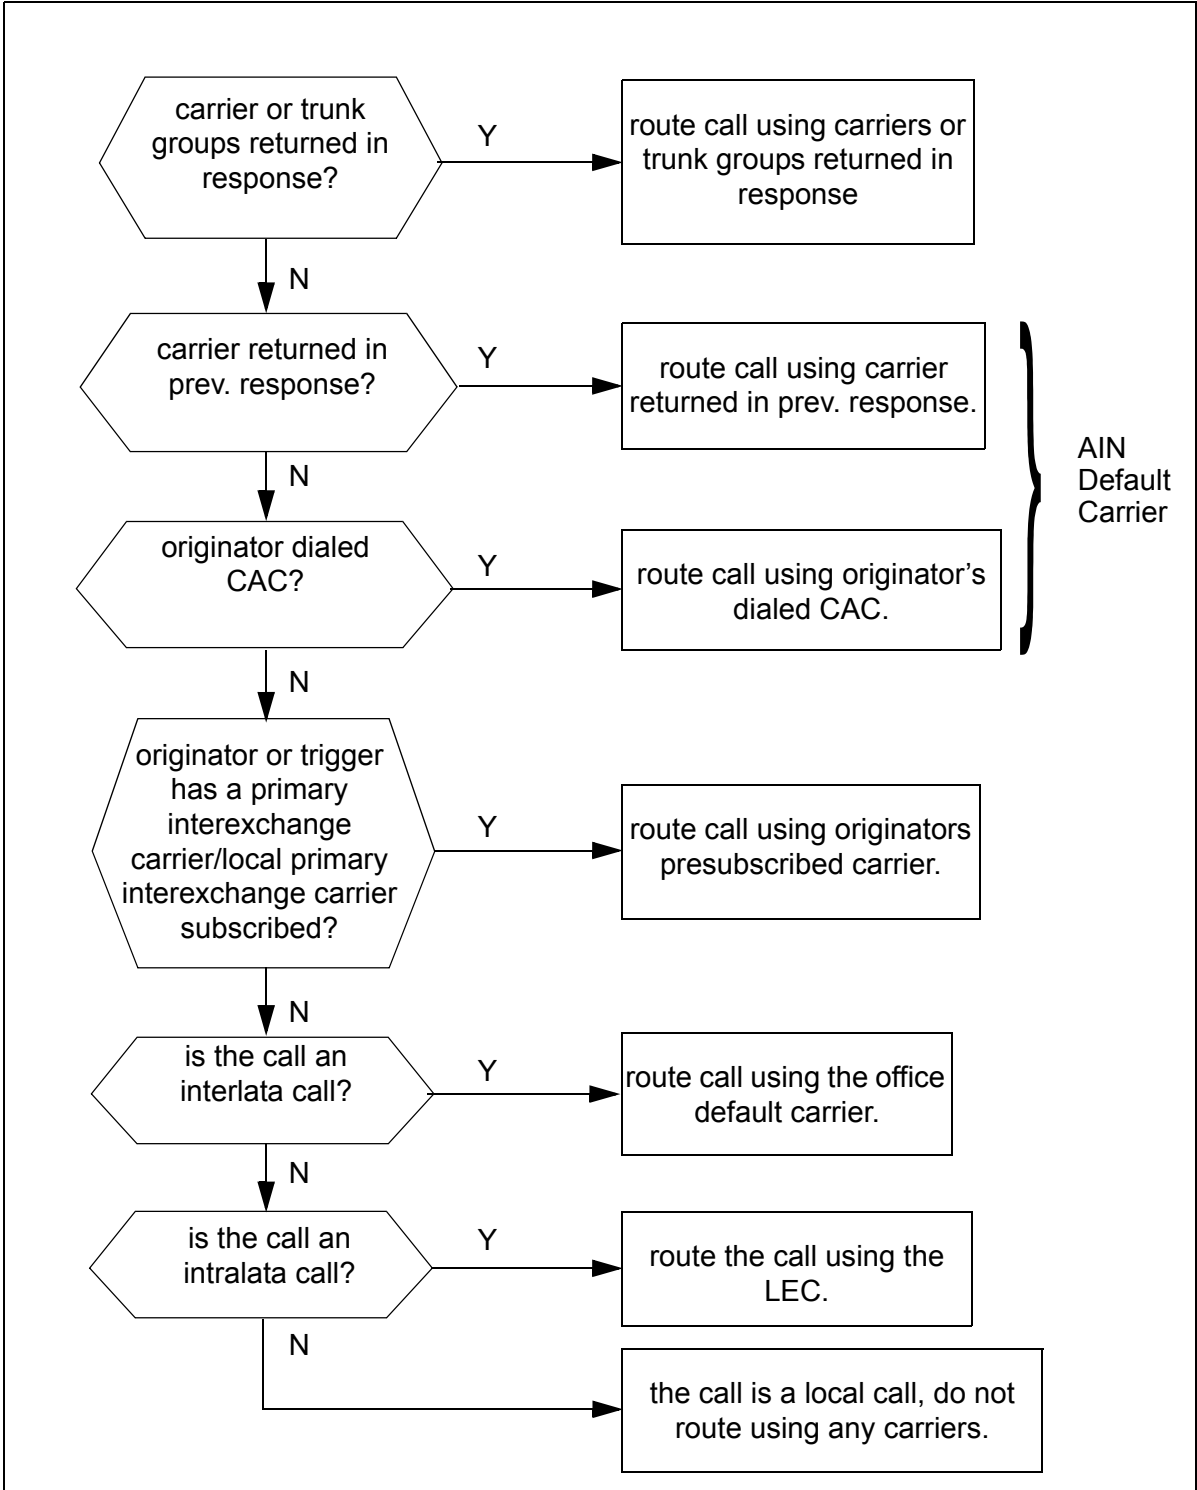 carrier or trunk
groups returned in
response?
Y
route call using carriers or
trunk groups returned in
response
N
carrier returned in
prev. response?
Y
route call using carrier
returned in prev. response.
AIN
Default
Carrier
N
originator dialed
CAC?
Y
route call using originator’s
dialed CAC.
N
originator or trigger
has a primary
interexchange
carrier/local primary
interexchange carrier
subscribed?
Y
route call using originators
presubscribed carrier.
N
is the call an
interlata call?
Y
route call using the office
default carrier.
N
is the call an
intralata call?
Y
route the call using the
LEC.
N
the call is a local call, do not
route using any carriers.